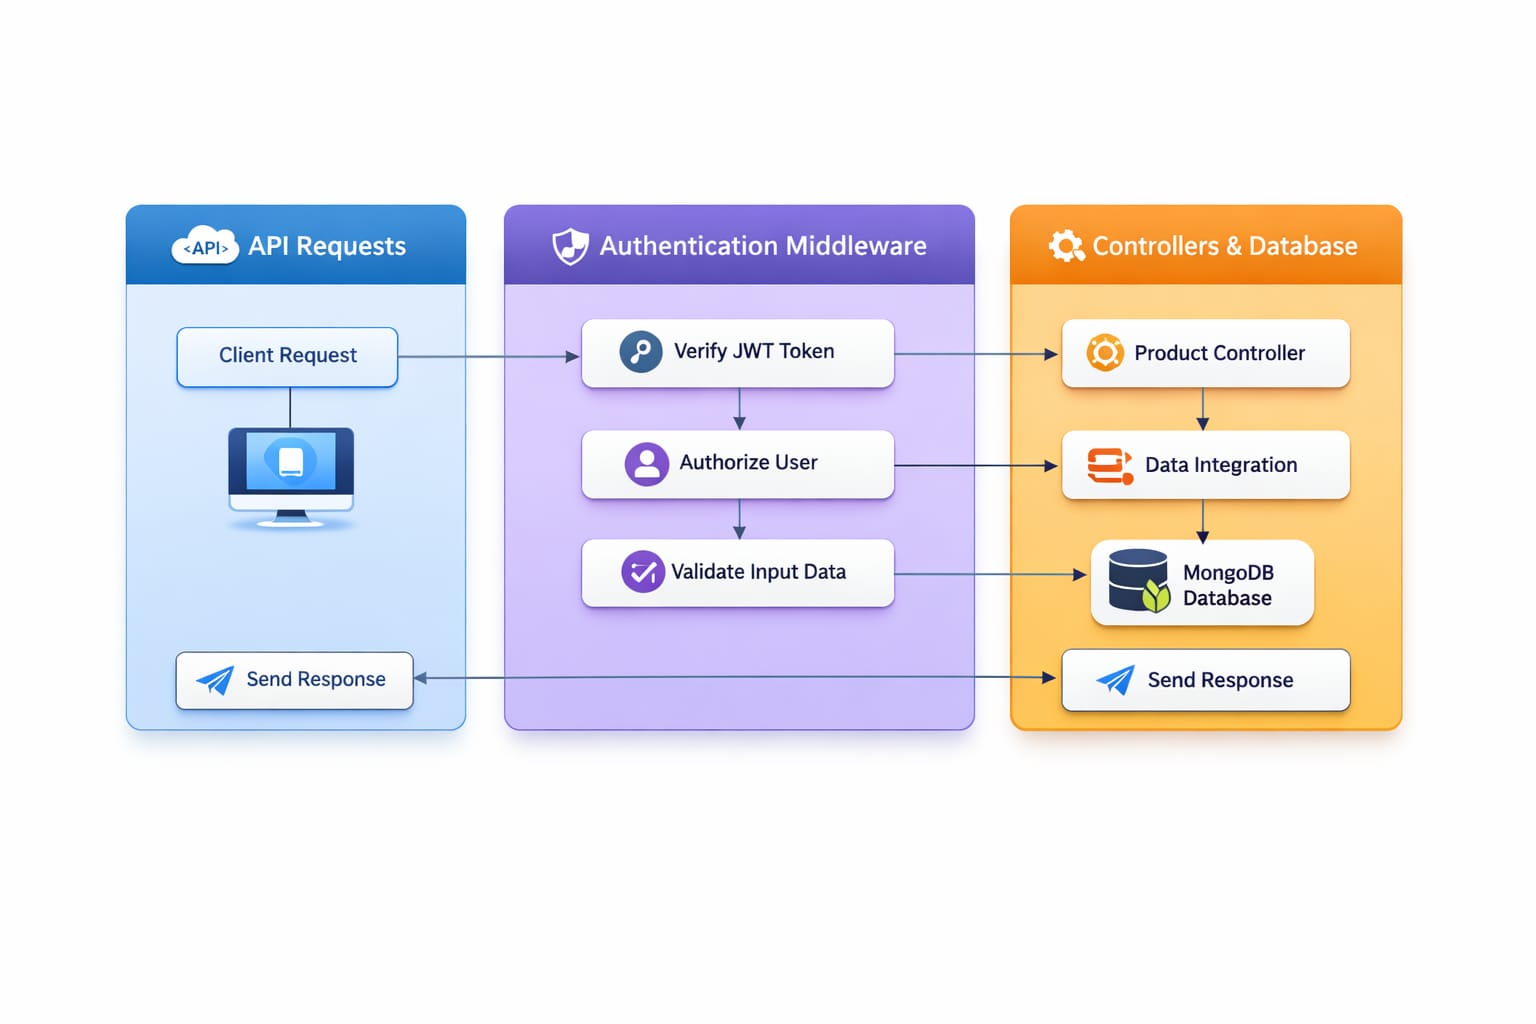 <API> API Requests
Client Request
Send Response
Authentication Middleware
Verify JWT Token
Authorize User
Validate Input Data
Controllers & Database
Product Controller
Data Integration
MongoDB
Database
Send Response